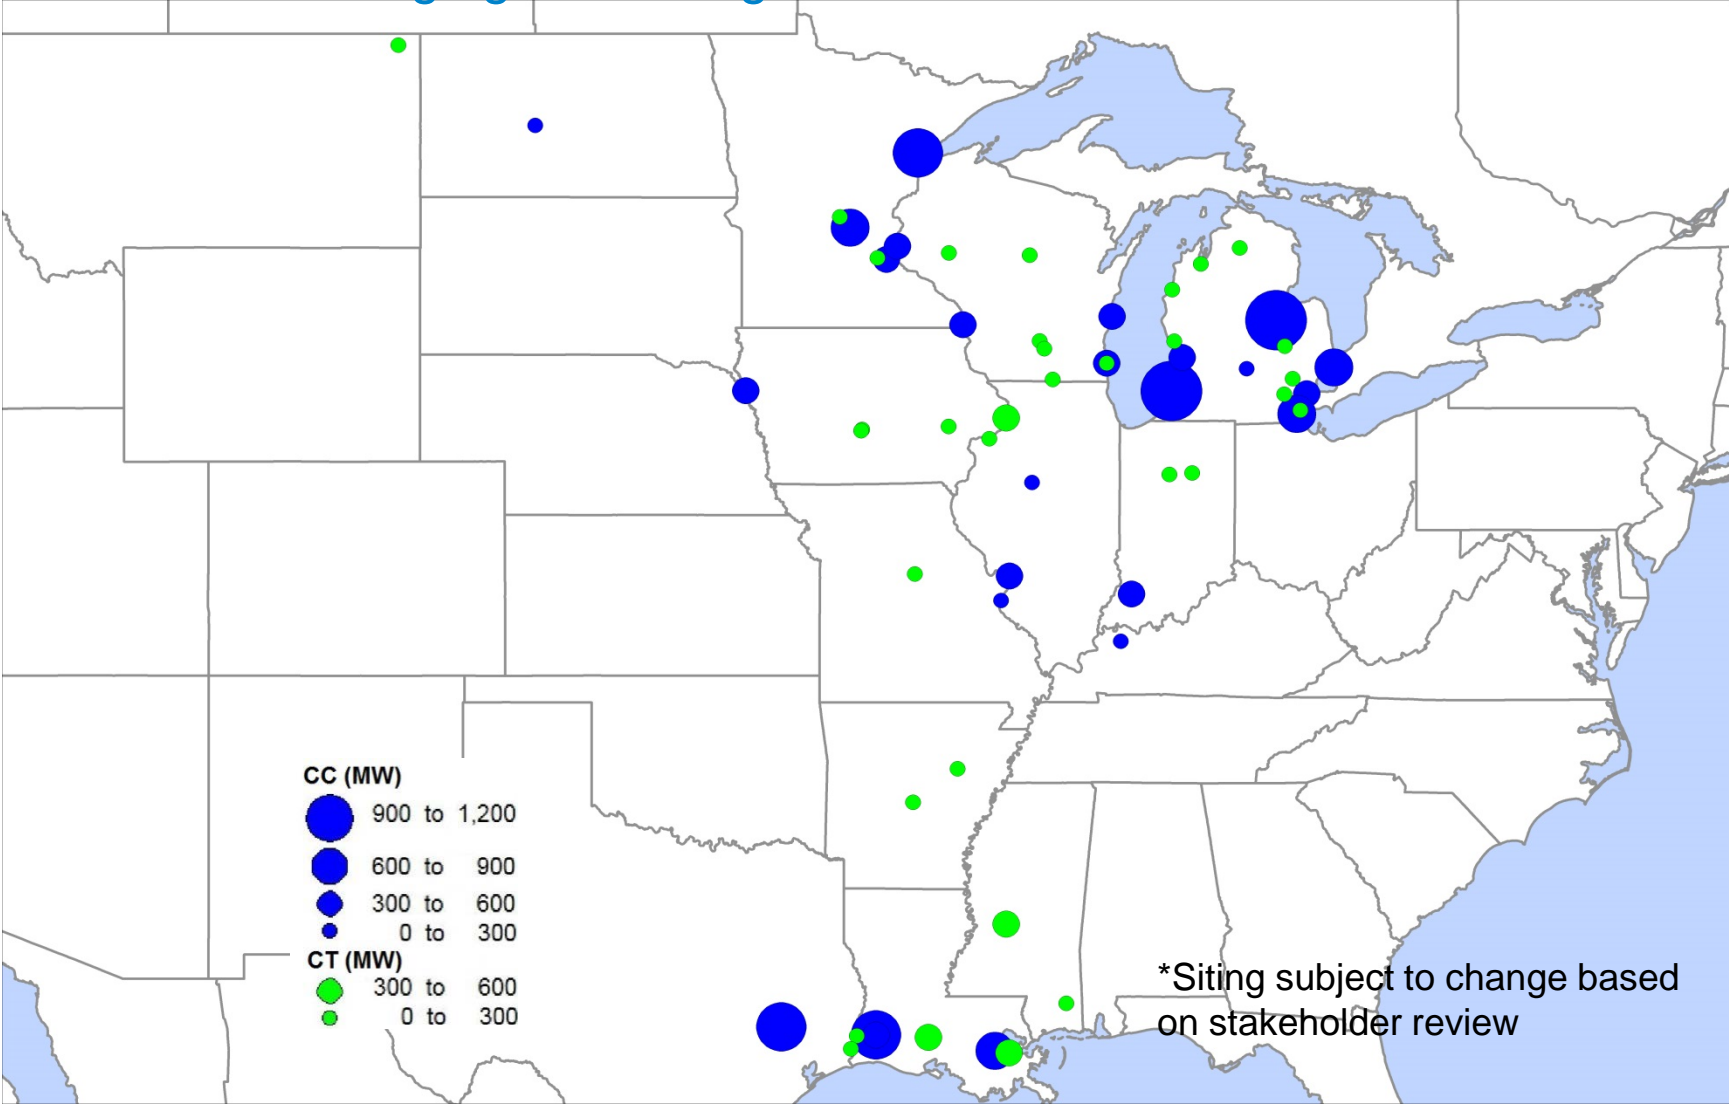 CC (MW)
900 to 1,200
600 to 900
300 to 600
0 to 300
CT (MW)
300 to 600
0 to 300
*Siting subject to change based
on stakeholder review